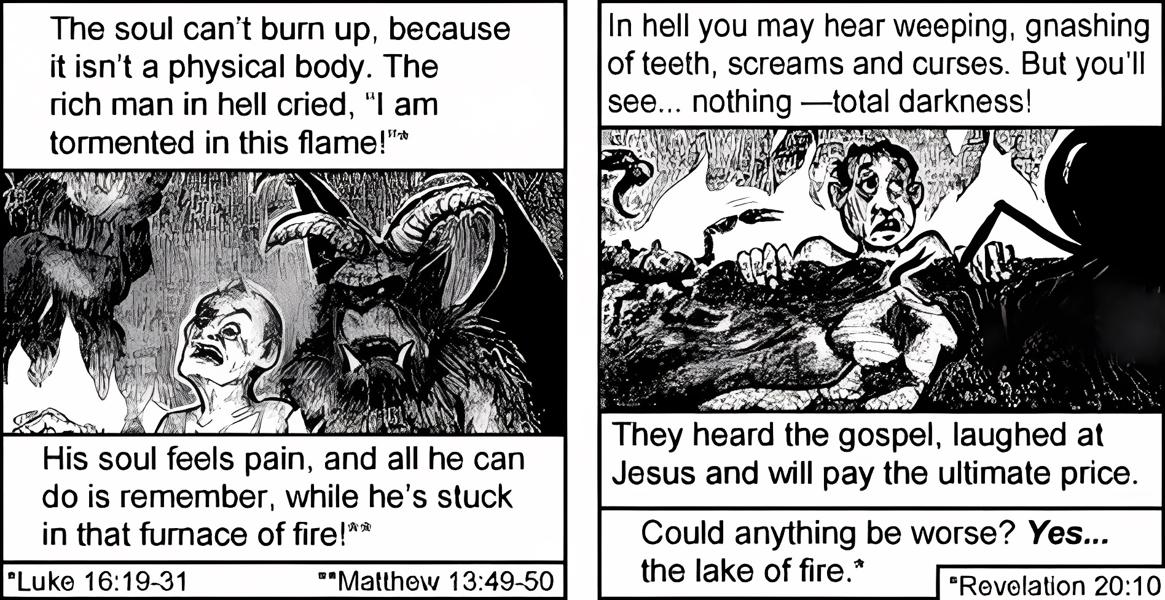 The soul can't burn up, because
it isn't a physical body. The
rich man in hell cried, "I am
tormented in this flame!"*
His soul feels pain, and all he can
do is remember, while he's stuck
in that furnace of fire!**
*Luke 16:19-31
**Matthew 13:49-50
In hell you may hear weeping, gnashing
of teeth, screams and curses. But you'll
see... nothing —total darkness!
They heard the gospel, laughed at
Jesus and will pay the ultimate price.
Could anything be worse? Yes...
the lake of fire.*
*Revelation 20:10